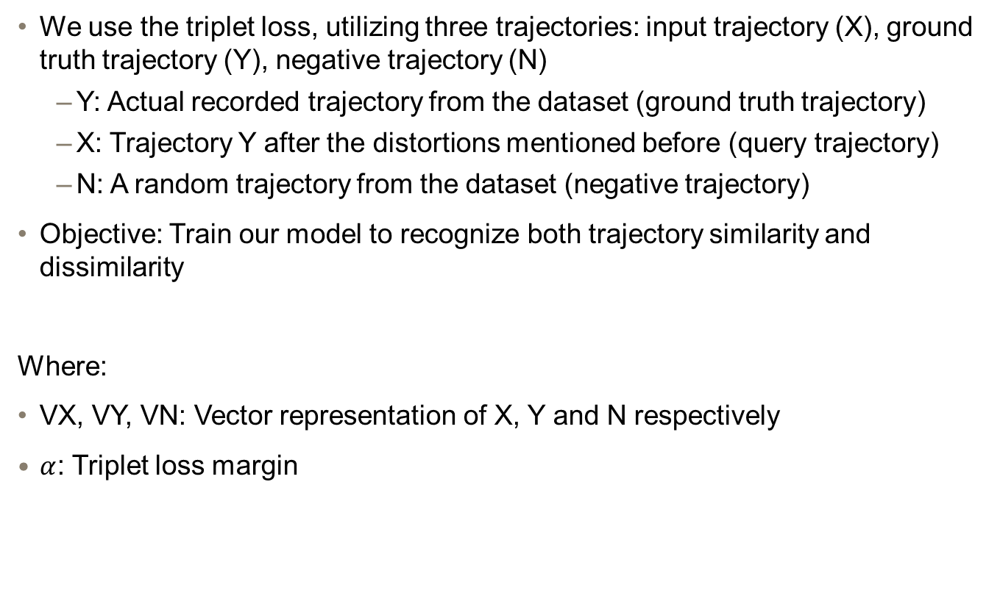 • We use the triplet loss, utilizing three trajectories: input trajectory (X), ground
truth trajectory (Y), negative trajectory (N)
– Y: Actual recorded trajectory from the dataset (ground truth trajectory)
– X: Trajectory Y after the distortions mentioned before (query trajectory)
– N: A random trajectory from the dataset (negative trajectory)
• Objective: Train our model to recognize both trajectory similarity and
dissimilarity
Where:
• VX, VY, VN: Vector representation of X, Y and N respectively
• 𝛼: Triplet loss margin